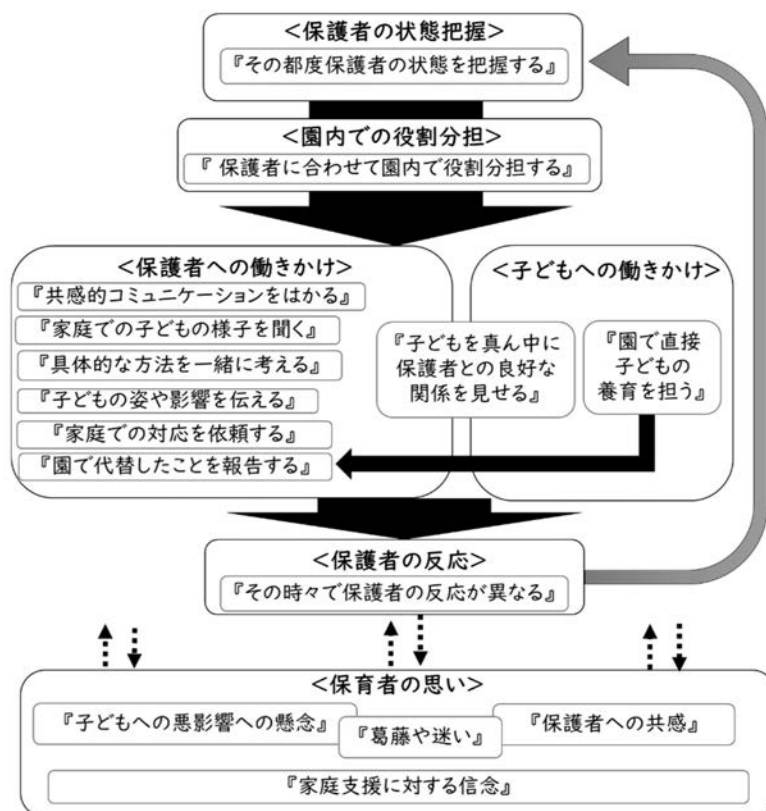 <保護者の状態把握>
『その都度保護者の状態を把握する』
<園内での役割分担>
『 保護者に合わせて園内で役割分担する』
<保護者への働きかけ>
『共感的コミュニケーションをはかる』
『家庭での子どもの様子を聞く』
『具体的な方法を一緒に考える』
『子どもの姿や影響を伝える』
『家庭での対応を依頼する』
『園で代替したことを報告する』
<子どもへの働きかけ>
『子どもを真ん中に
保護者との良好な
関係を見せる』
『園で直接
子どもの
養育を担う』
<保護者の反応>
『その時々で保護者の反応が異なる』
<保育者の思い>
『子どもへの悪影響への懸念』
『葛藤や迷い』
『保護者への共感』
『家庭支援に対する信念』